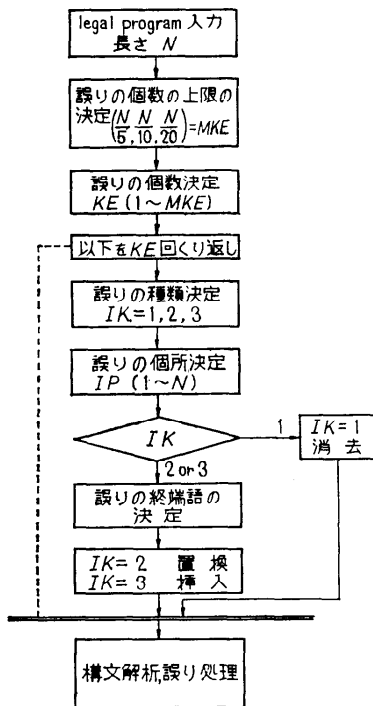 legal program 入力
長さ N
誤りの個数の上限の
決定(N/5, N/10, N/20)=MKE
誤りの個数決定
KE (1～MKE)
以下をKE回くり返し
誤りの種類決定
IK=1, 2, 3
誤りの個所決定
IP (1～N)
IK
1
IK=1
消去
2 or 3
誤りの終端語の
決定
IK=2 置換
IK=3 挿入
構文解析,誤り処理